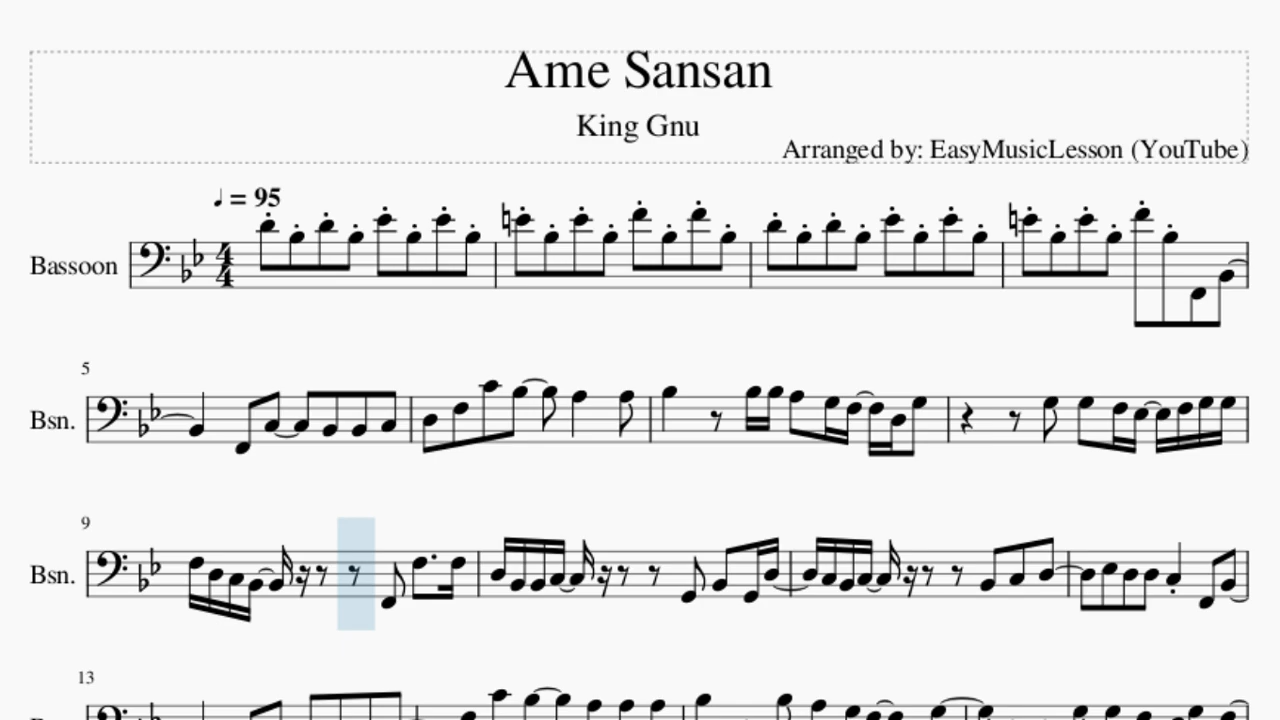 Ame Sansan
King Gnu
Arranged by: EasyMusicLesson (YouTube)
♩ = 95
Bassoon
5
Bsn.
9
Bsn.
13